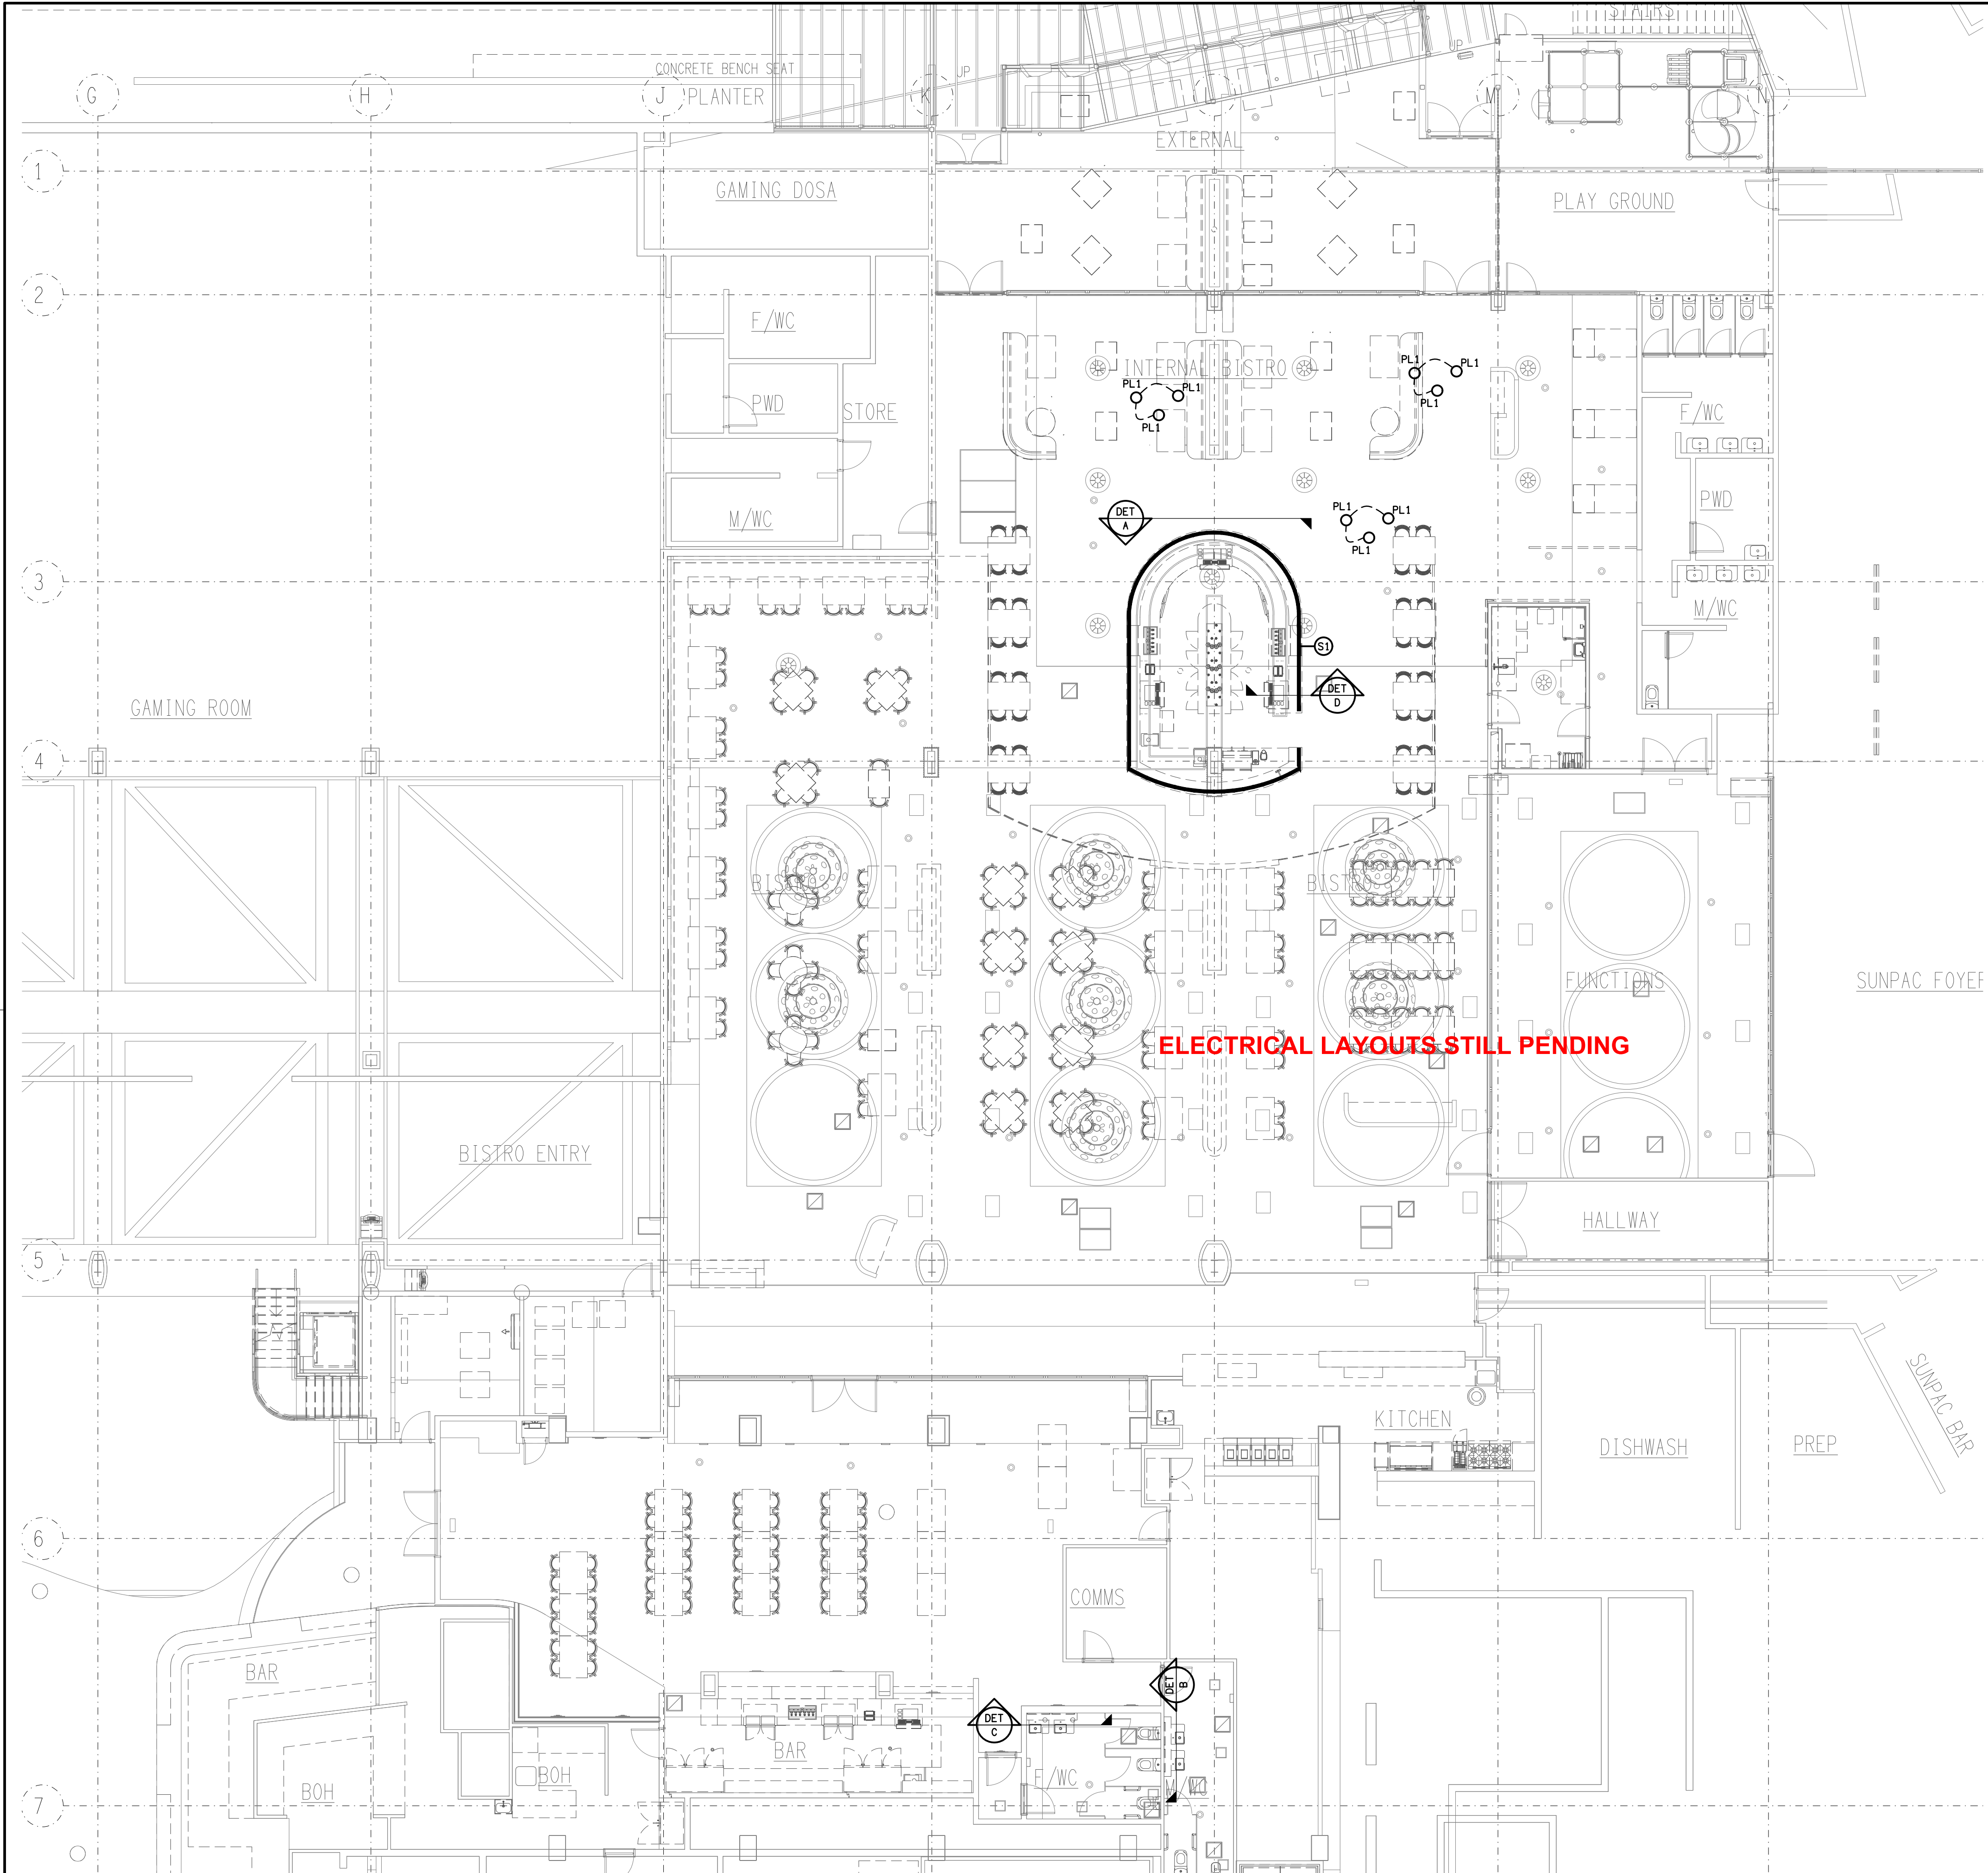 STAIRS
CONCRETE BENCH SEAT
JP
JP
G
H
J
PLANTER
K
L
M
N
EXTERNAL
1
GAMING DOSA
PLAY GROUND
2
F/WC
INTERNAL BISTRO
PL1
PL1
PL1
PL1
PL1
PL1
PWD
STORE
F/WC
M/WC
DET
A
PL1
PL1
PL1
PWD
3
M/WC
S1
DET
D
GAMING ROOM
4
BISTRO
BISTRO
FUNCTIONS
SUNPAC FOYER
ELECTRICAL LAYOUTS STILL PENDING
BISTRO ENTRY
HALLWAY
5
SUNPAC BAR
KITCHEN
DISHWASH
PREP
6
COMMS
BAR
DET
B
DET
C
BAR
BOH
BOH
F/WC
M/WC
7